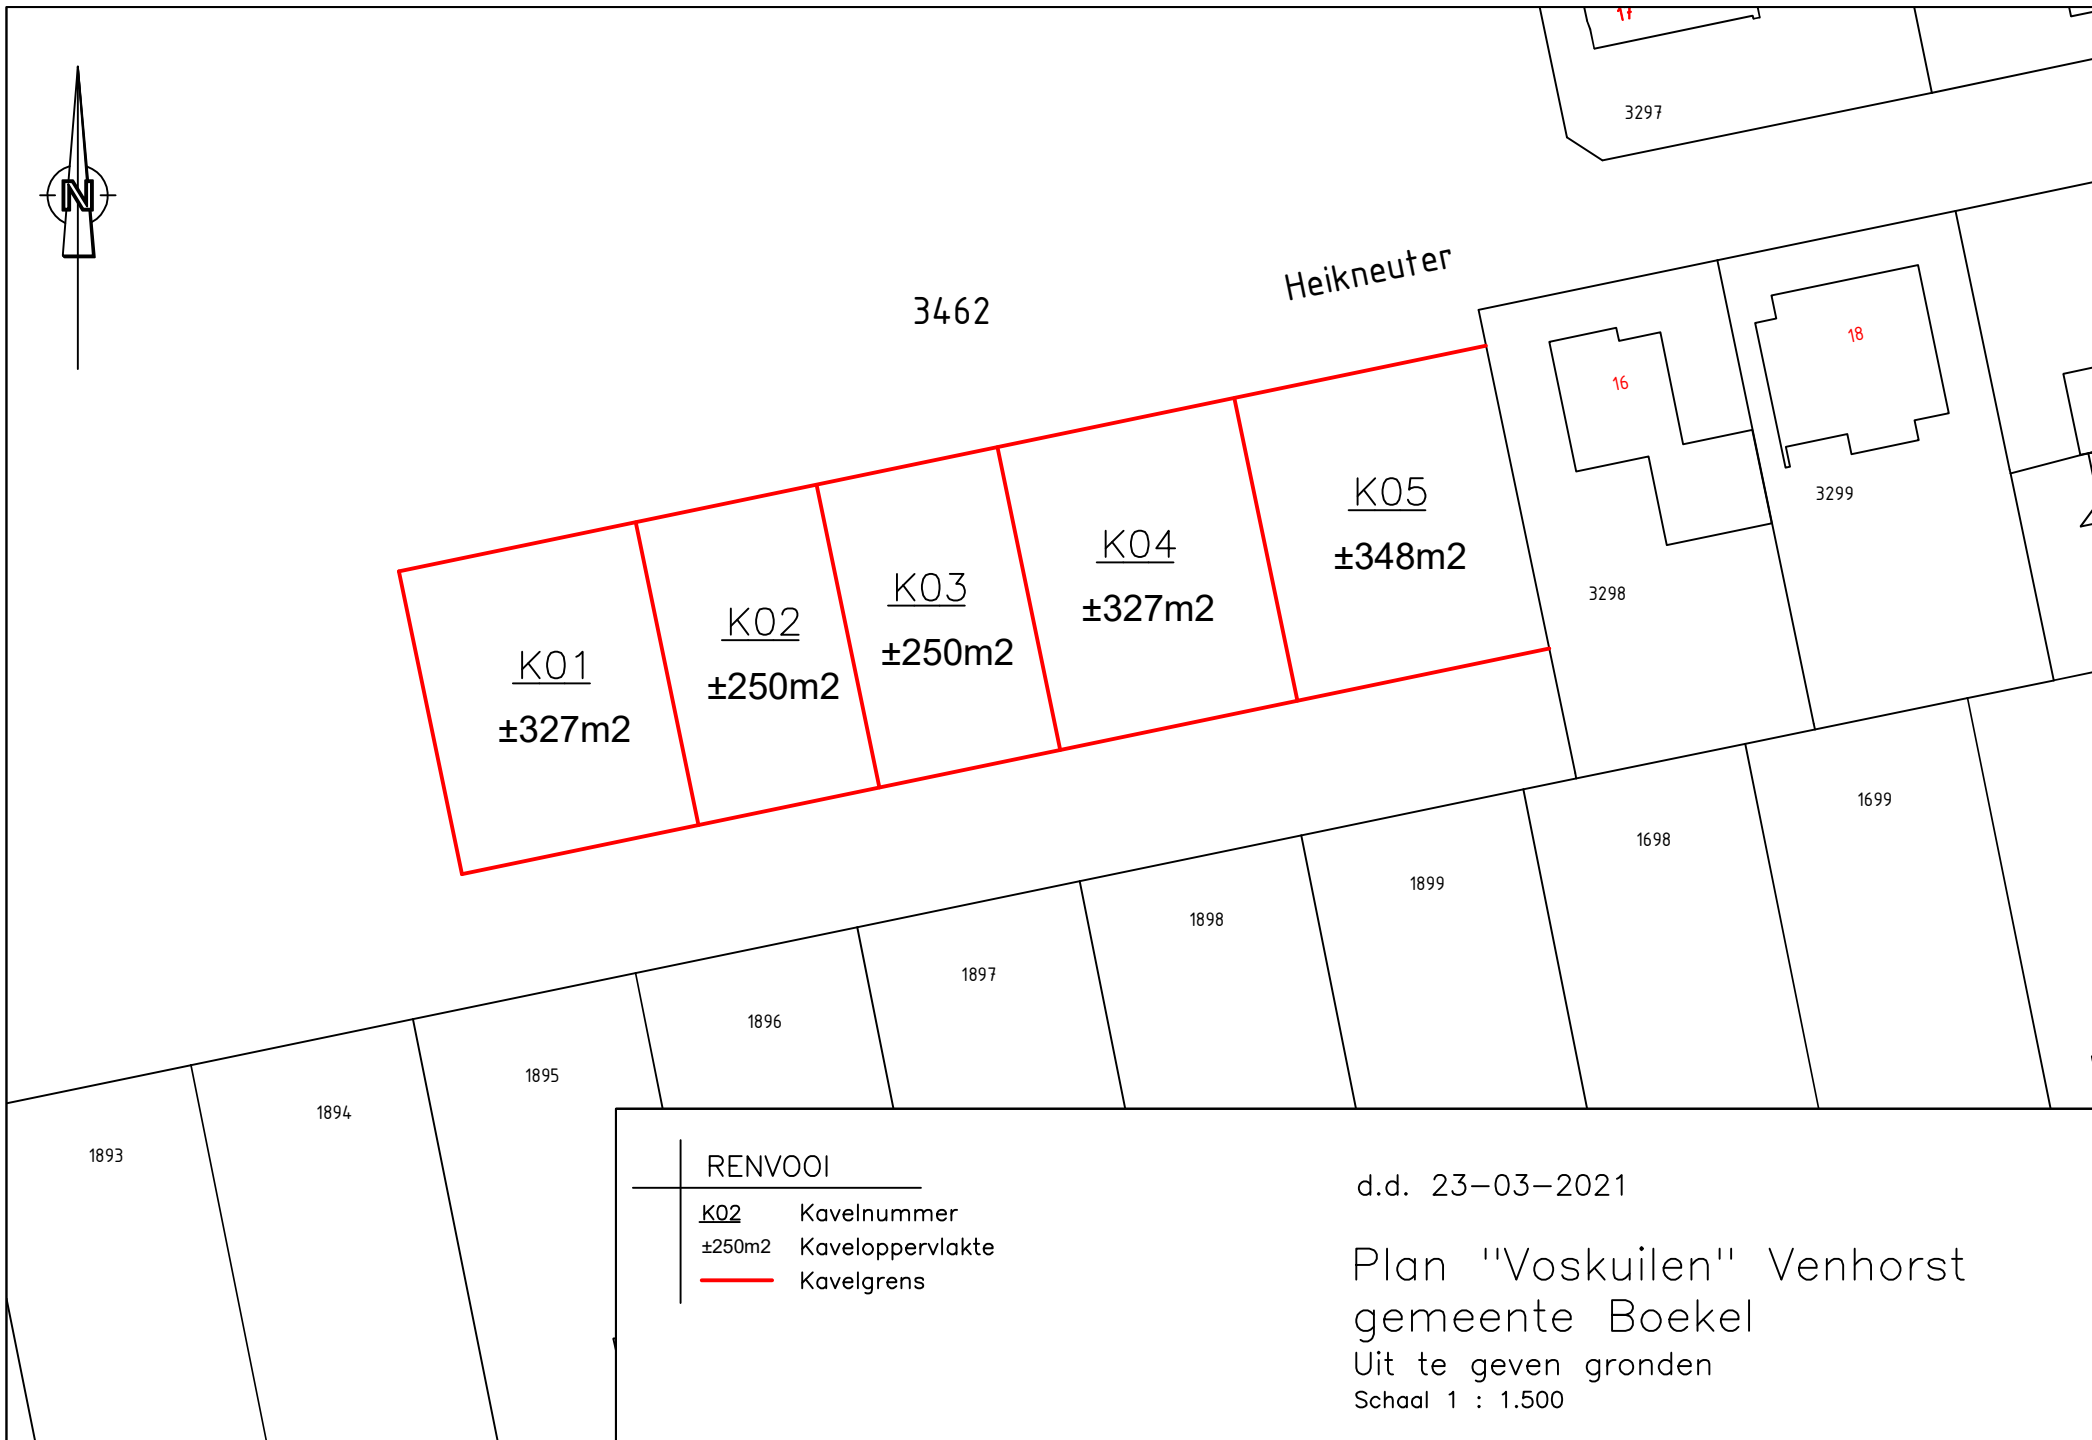 17
3297
N
Heikneuter
3462
18
16
K05
±348m2
3299
K04
±327m2
K03
±250m2
3298
K02
±250m2
K01
±327m2
1699
1698
1899
1898
1897
1896
1895
1894
1893
RENVOOI
K02 Kavelnummer
±250m2 Kaveloppervlakte
Kavelgrens
d.d. 23-03-2021
Plan "Voskuilen" Venhorst
gemeente Boekel
Uit te geven gronden
Schaal 1 : 1.500